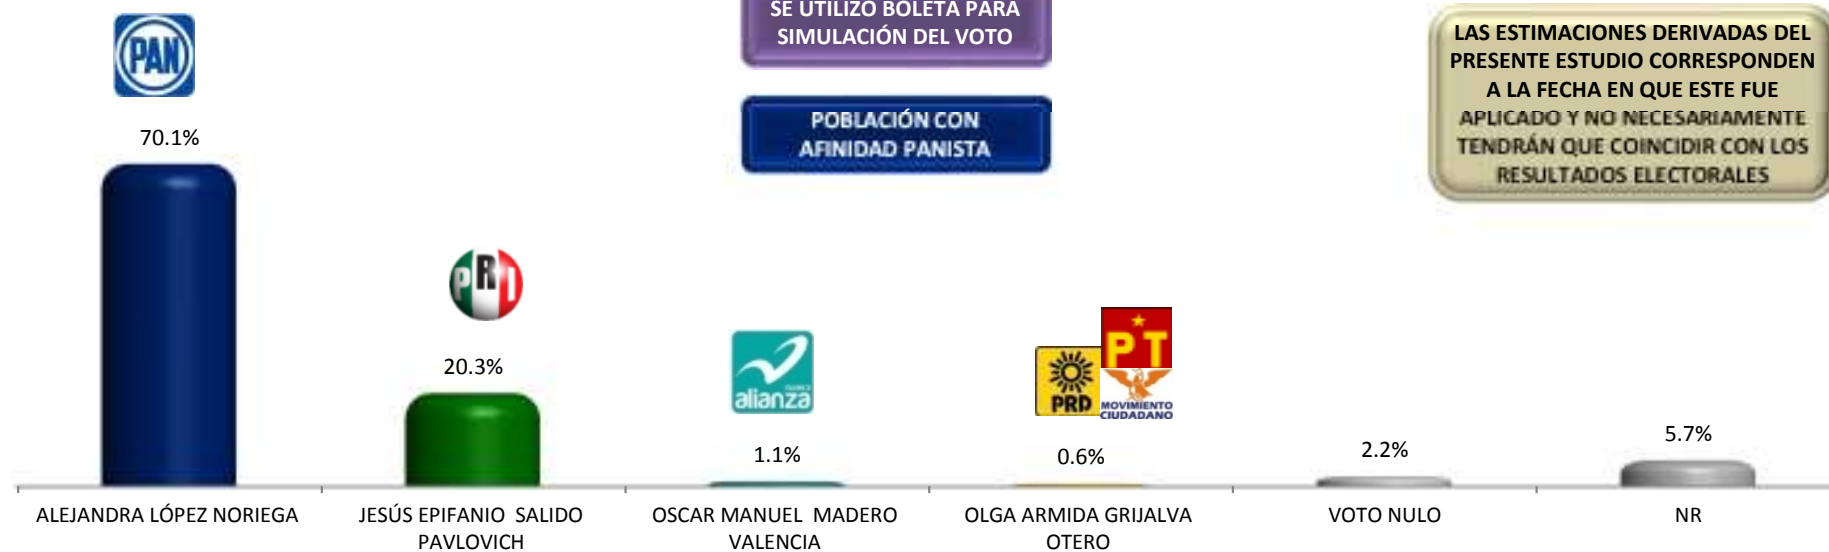 SE UTILIZO BOLETA PARA
SIMULACIÓN DEL VOTO
POBLACIÓN CON
AFINIDAD PANISTA
LAS ESTIMACIONES DERIVADAS DEL
PRESENTE ESTUDIO CORRESPONDEN
A LA FECHA EN QUE ESTE FUE
APLICADO Y NO NECESARIAMENTE
TENDRÁN QUE COINCIDIR CON LOS
RESULTADOS ELECTORALES
PAN
70.1%
PRI
20.3%
alianza
1.1%
PT
PRD
MOVIMIENTO
CIUDADANO
0.6%
2.2%
5.7%
ALEJANDRA LÓPEZ NORIEGA
JESÚS EPIFANIO SALIDO
PAVLOVICH
OSCAR MANUEL MADERO
VALENCIA
OLGA ARMIDA GRIJALVA
OTERO
VOTO NULO
NR